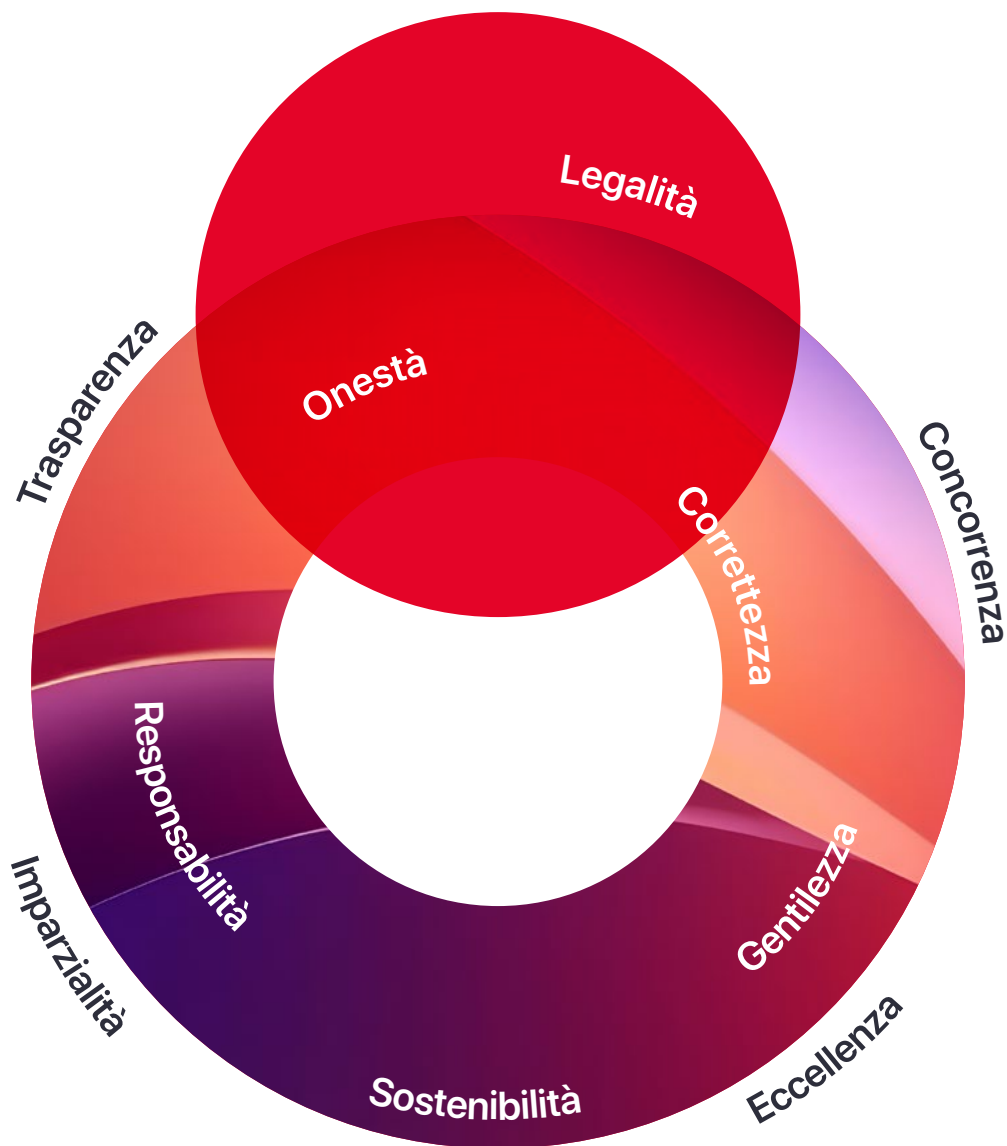 Legalità
Onestà
Trasparenza
Concorrenza
Correttezza
Responsabilità
Gentilezza
Imparzialità
Eccellenza
Sostenibilità